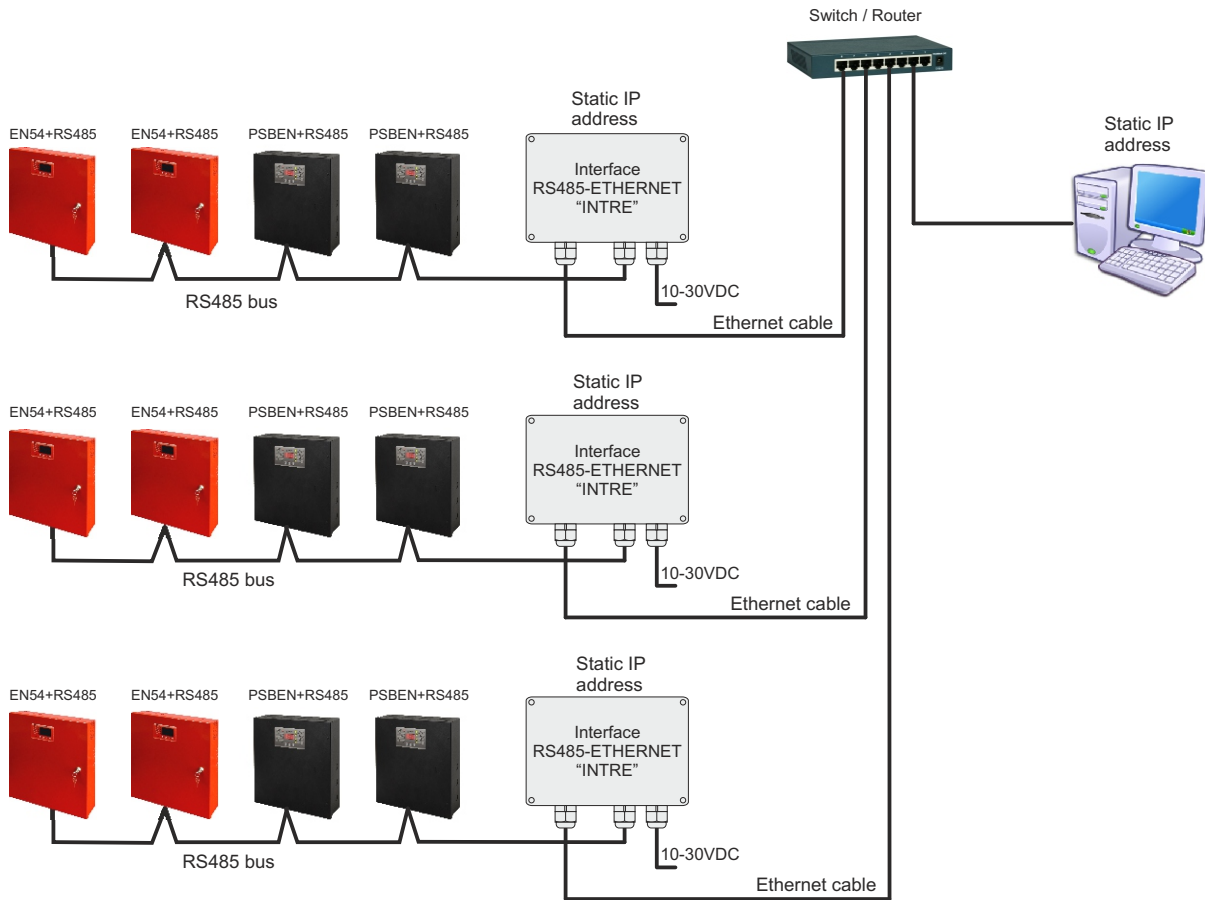 Switch / Router
Static IP
address
EN54+RS485
EN54+RS485
PSBEN+RS485
PSBEN+RS485
Interface
RS485-ETHERNET
“INTRE”
Static IP
address
RS485 bus
10-30VDC
Ethernet cable
Static IP
address
EN54+RS485
EN54+RS485
PSBEN+RS485
PSBEN+RS485
Interface
RS485-ETHERNET
“INTRE”
RS485 bus
10-30VDC
Ethernet cable
Static IP
address
EN54+RS485
EN54+RS485
PSBEN+RS485
PSBEN+RS485
Interface
RS485-ETHERNET
“INTRE”
RS485 bus
10-30VDC
Ethernet cable